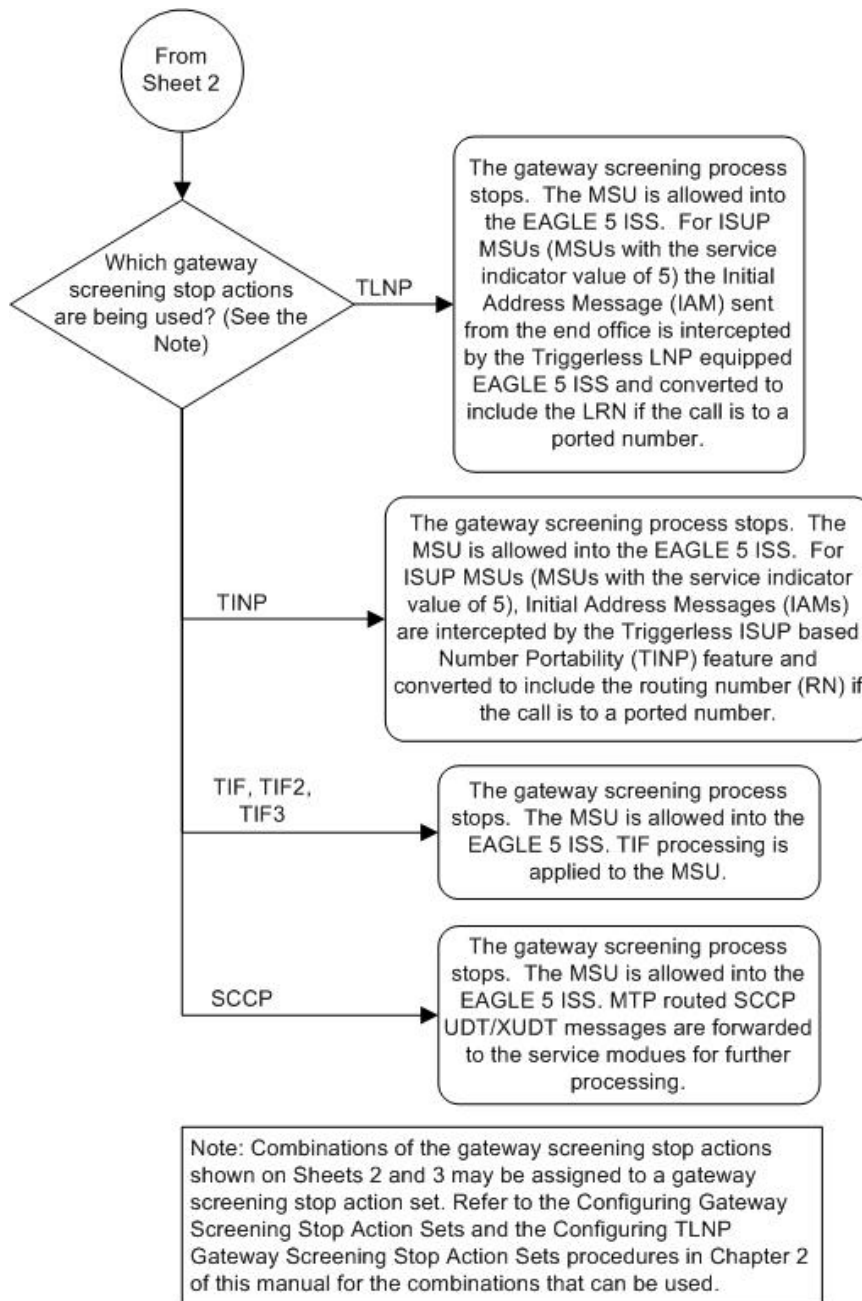 From
Sheet 2
Which gateway
screening stop actions
are being used? (See the
Note)
TLNP
The gateway screening process
stops.  The MSU is allowed into
the EAGLE 5 ISS.  For ISUP
MSUs (MSUs with the service
indicator value of 5) the Initial
Address Message (IAM) sent
from the end office is intercepted
by the Triggerless LNP equipped
EAGLE 5 ISS and converted to
include the LRN if the call is to a
ported number.
TINP
The gateway screening process stops.  The
MSU is allowed into the EAGLE 5 ISS.  For
ISUP MSUs (MSUs with the service indicator
value of 5), Initial Address Messages (IAMs)
are intercepted by the Triggerless ISUP based
Number Portability (TINP) feature and
converted to include the routing number (RN) if
the call is to a ported number.
TIF, TIF2,
TIF3
The gateway screening process
stops.  The MSU is allowed into the
EAGLE 5 ISS. TIF processing is
applied to the MSU.
SCCP
The gateway screening process
stops.  The MSU is allowed into the
EAGLE 5 ISS. MTP routed SCCP
UDT/XUDT messages are forwarded
to the service modues for further
processing.
Note: Combinations of the gateway screening stop actions
shown on Sheets 2 and 3 may be assigned to a gateway
screening stop action set. Refer to the Configuring Gateway
Screening Stop Action Sets and the Configuring TLNP
Gateway Screening Stop Action Sets procedures in Chapter 2
of this manual for the combinations that can be used.